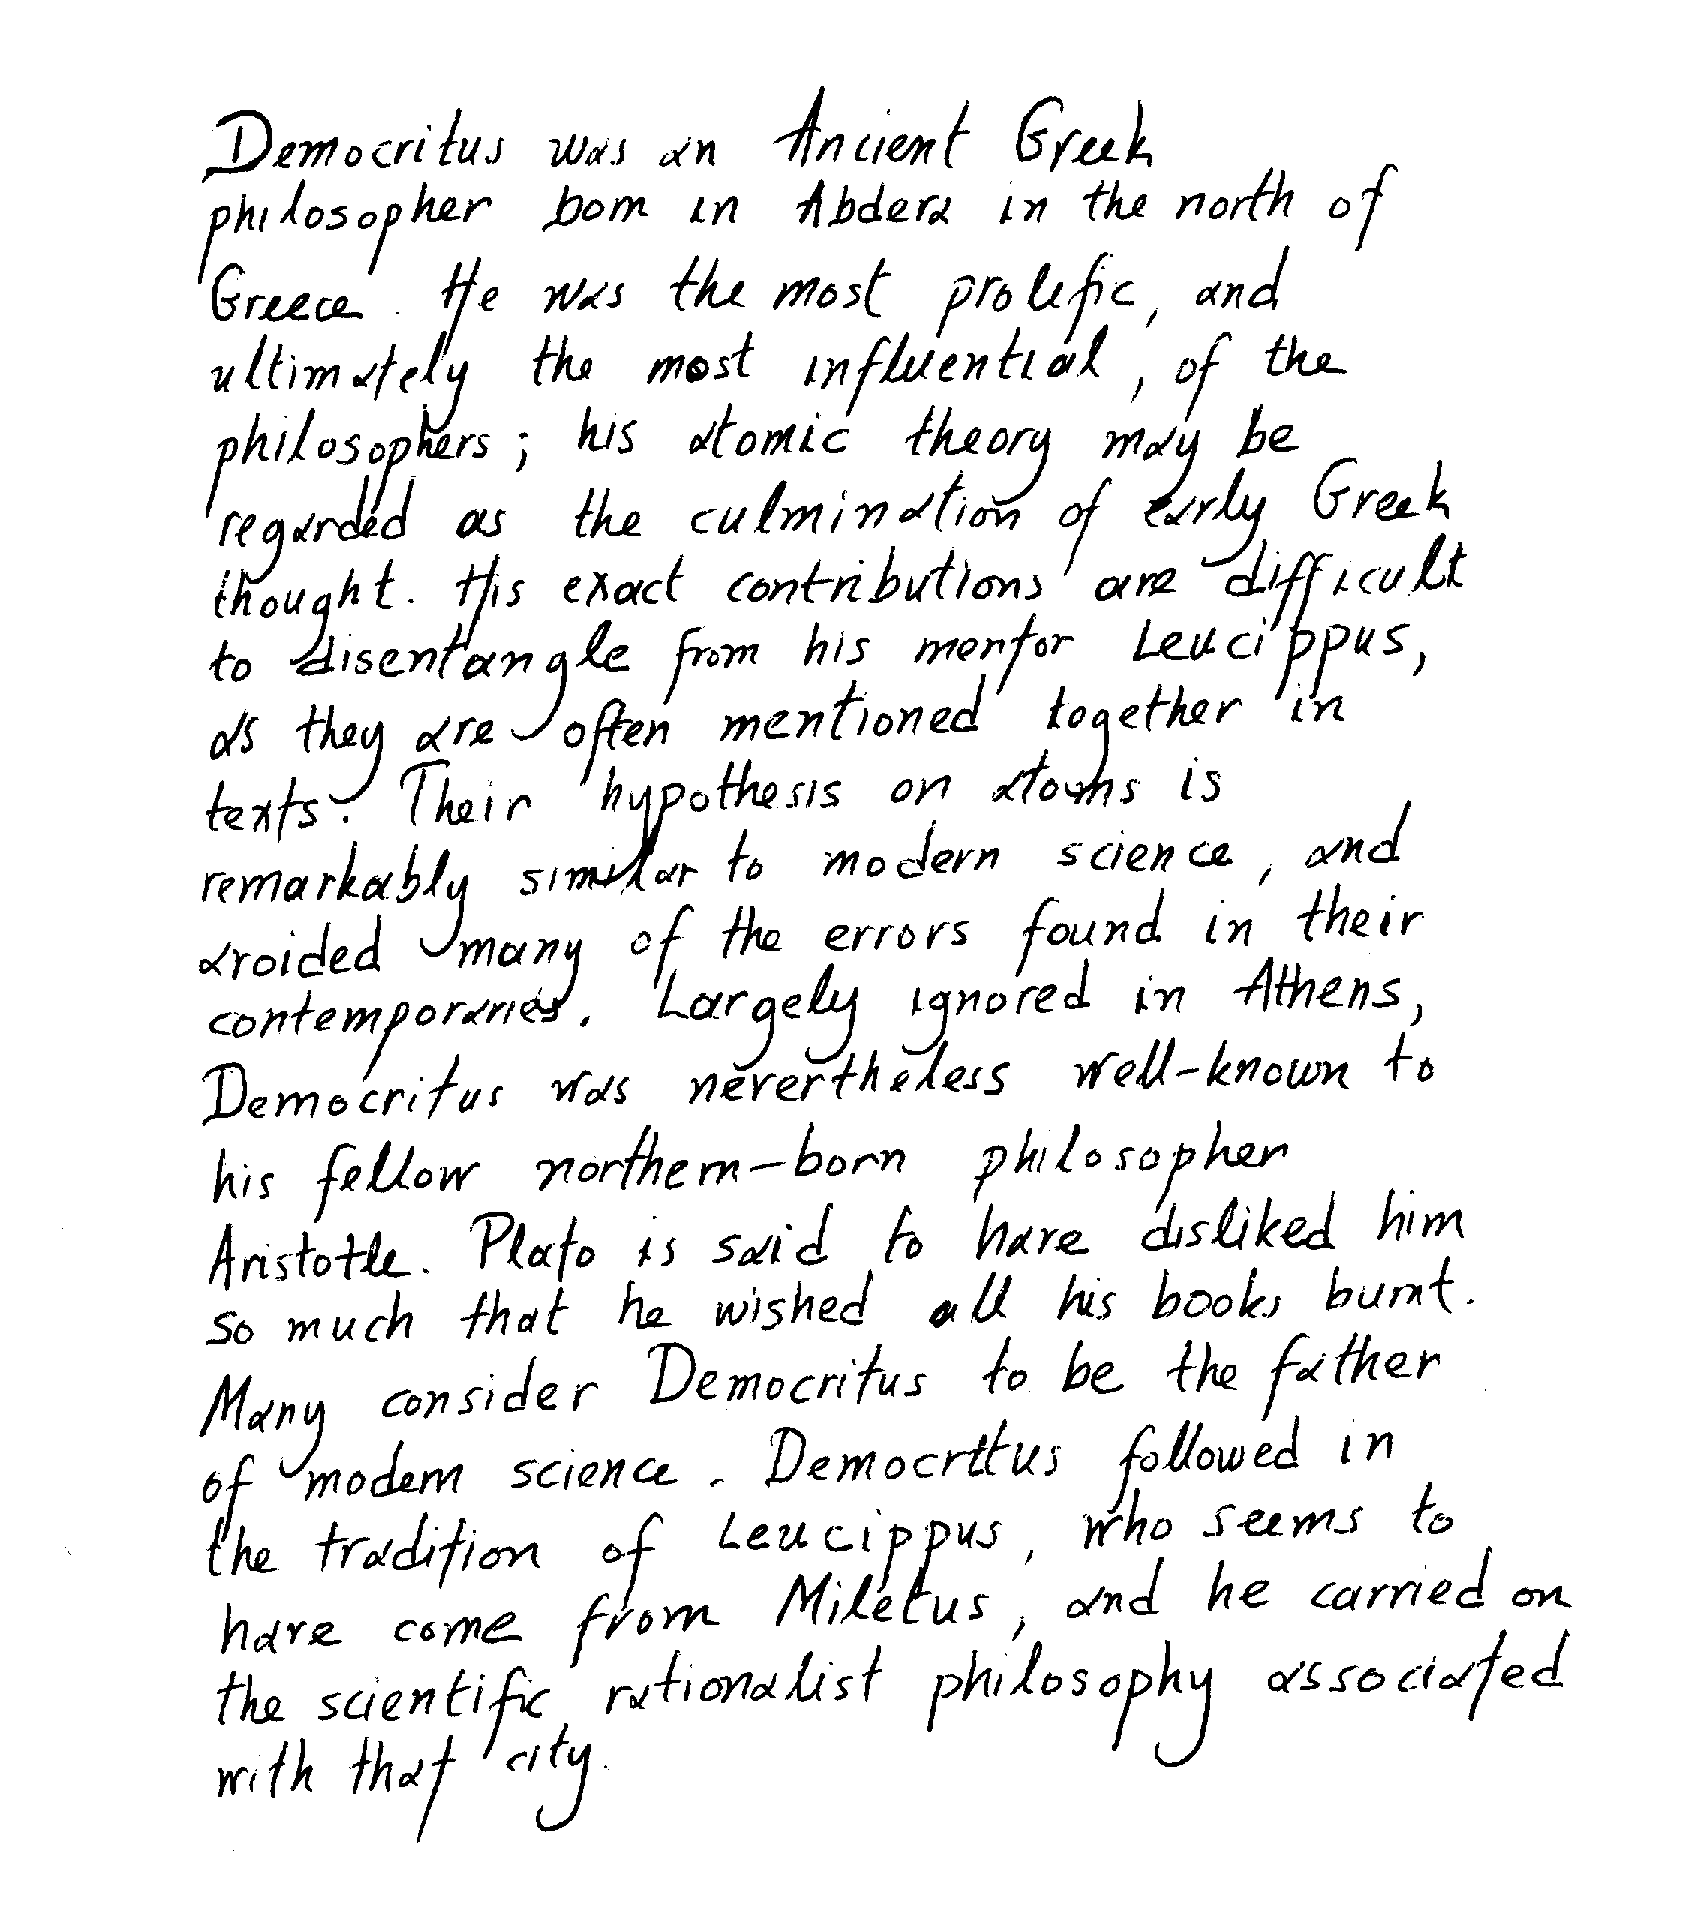 Democritus was an Ancient Greek
philosopher born in Abdera in the north of
Greece. He was the most prolific, and
ultimately the most influential, of the
philosophers; his atomic theory may be
regarded as the culmination of early Greek
thought. His exact contributions are difficult
to disentangle from his mentor Leucippus,
as they are often mentioned together in
texts. Their hypothesis on atoms is
remarkably similar to modern science, and
avoided many of the errors found in their
contemporaries. Largely ignored in Athens,
Democritus was nevertheless well-known to
his fellow northern-born philosopher
Aristotle. Plato is said to have disliked him
so much that he wished all his books burnt.
Many consider Democritus to be the father
of modern science. Democritus followed in
the tradition of Leucippus, who seems to
have come from Miletus, and he carried on
the scientific rationalist philosophy associated
with that city.